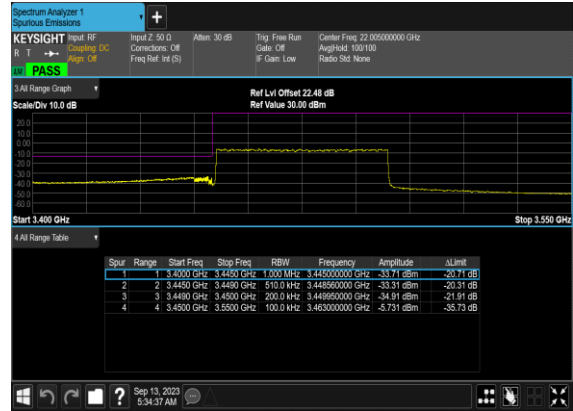 Spectrum Analyzer 1
Spurious Emissions
KEYSIGHT Input: RF Input Z: 50 Ω Atten: 30 dB Trig: Free Run Center Freq: 22.005000000 GHz
R T Coupling: DC Corrections: Off Gate: Off Avg|Hold: 100/100
Align: Off Freq Ref: Int (S) IF Gain: Low Radio Std: None
PASS
3 All Range Graph
Ref Lvl Offset 22.48 dB
Scale/Div 10.0 dB Ref Value 30.00 dBm
20.0
10.0
0.00
-10.0
-20.0
-30.0
-40.0
-50.0
-60.0
Start 3.400 GHz Stop 3.550 GHz
4 All Range Table
Spur Range Start Freq Stop Freq RBW Frequency Amplitude ΔLimit
1 1 3.4000 GHz 3.4450 GHz 1.000 MHz 3.445000000 GHz -33.71 dBm -20.71 dB
2 2 3.4450 GHz 3.4490 GHz 510.0 kHz 3.448560000 GHz -33.31 dBm -20.31 dB
3 3 3.4490 GHz 3.4500 GHz 200.0 kHz 3.449950000 GHz -34.91 dBm -21.91 dB
4 4 3.4500 GHz 3.5500 GHz 100.0 kHz 3.463000000 GHz -5.731 dBm -35.73 dB
Sep 13, 2023
5:34:37 AM